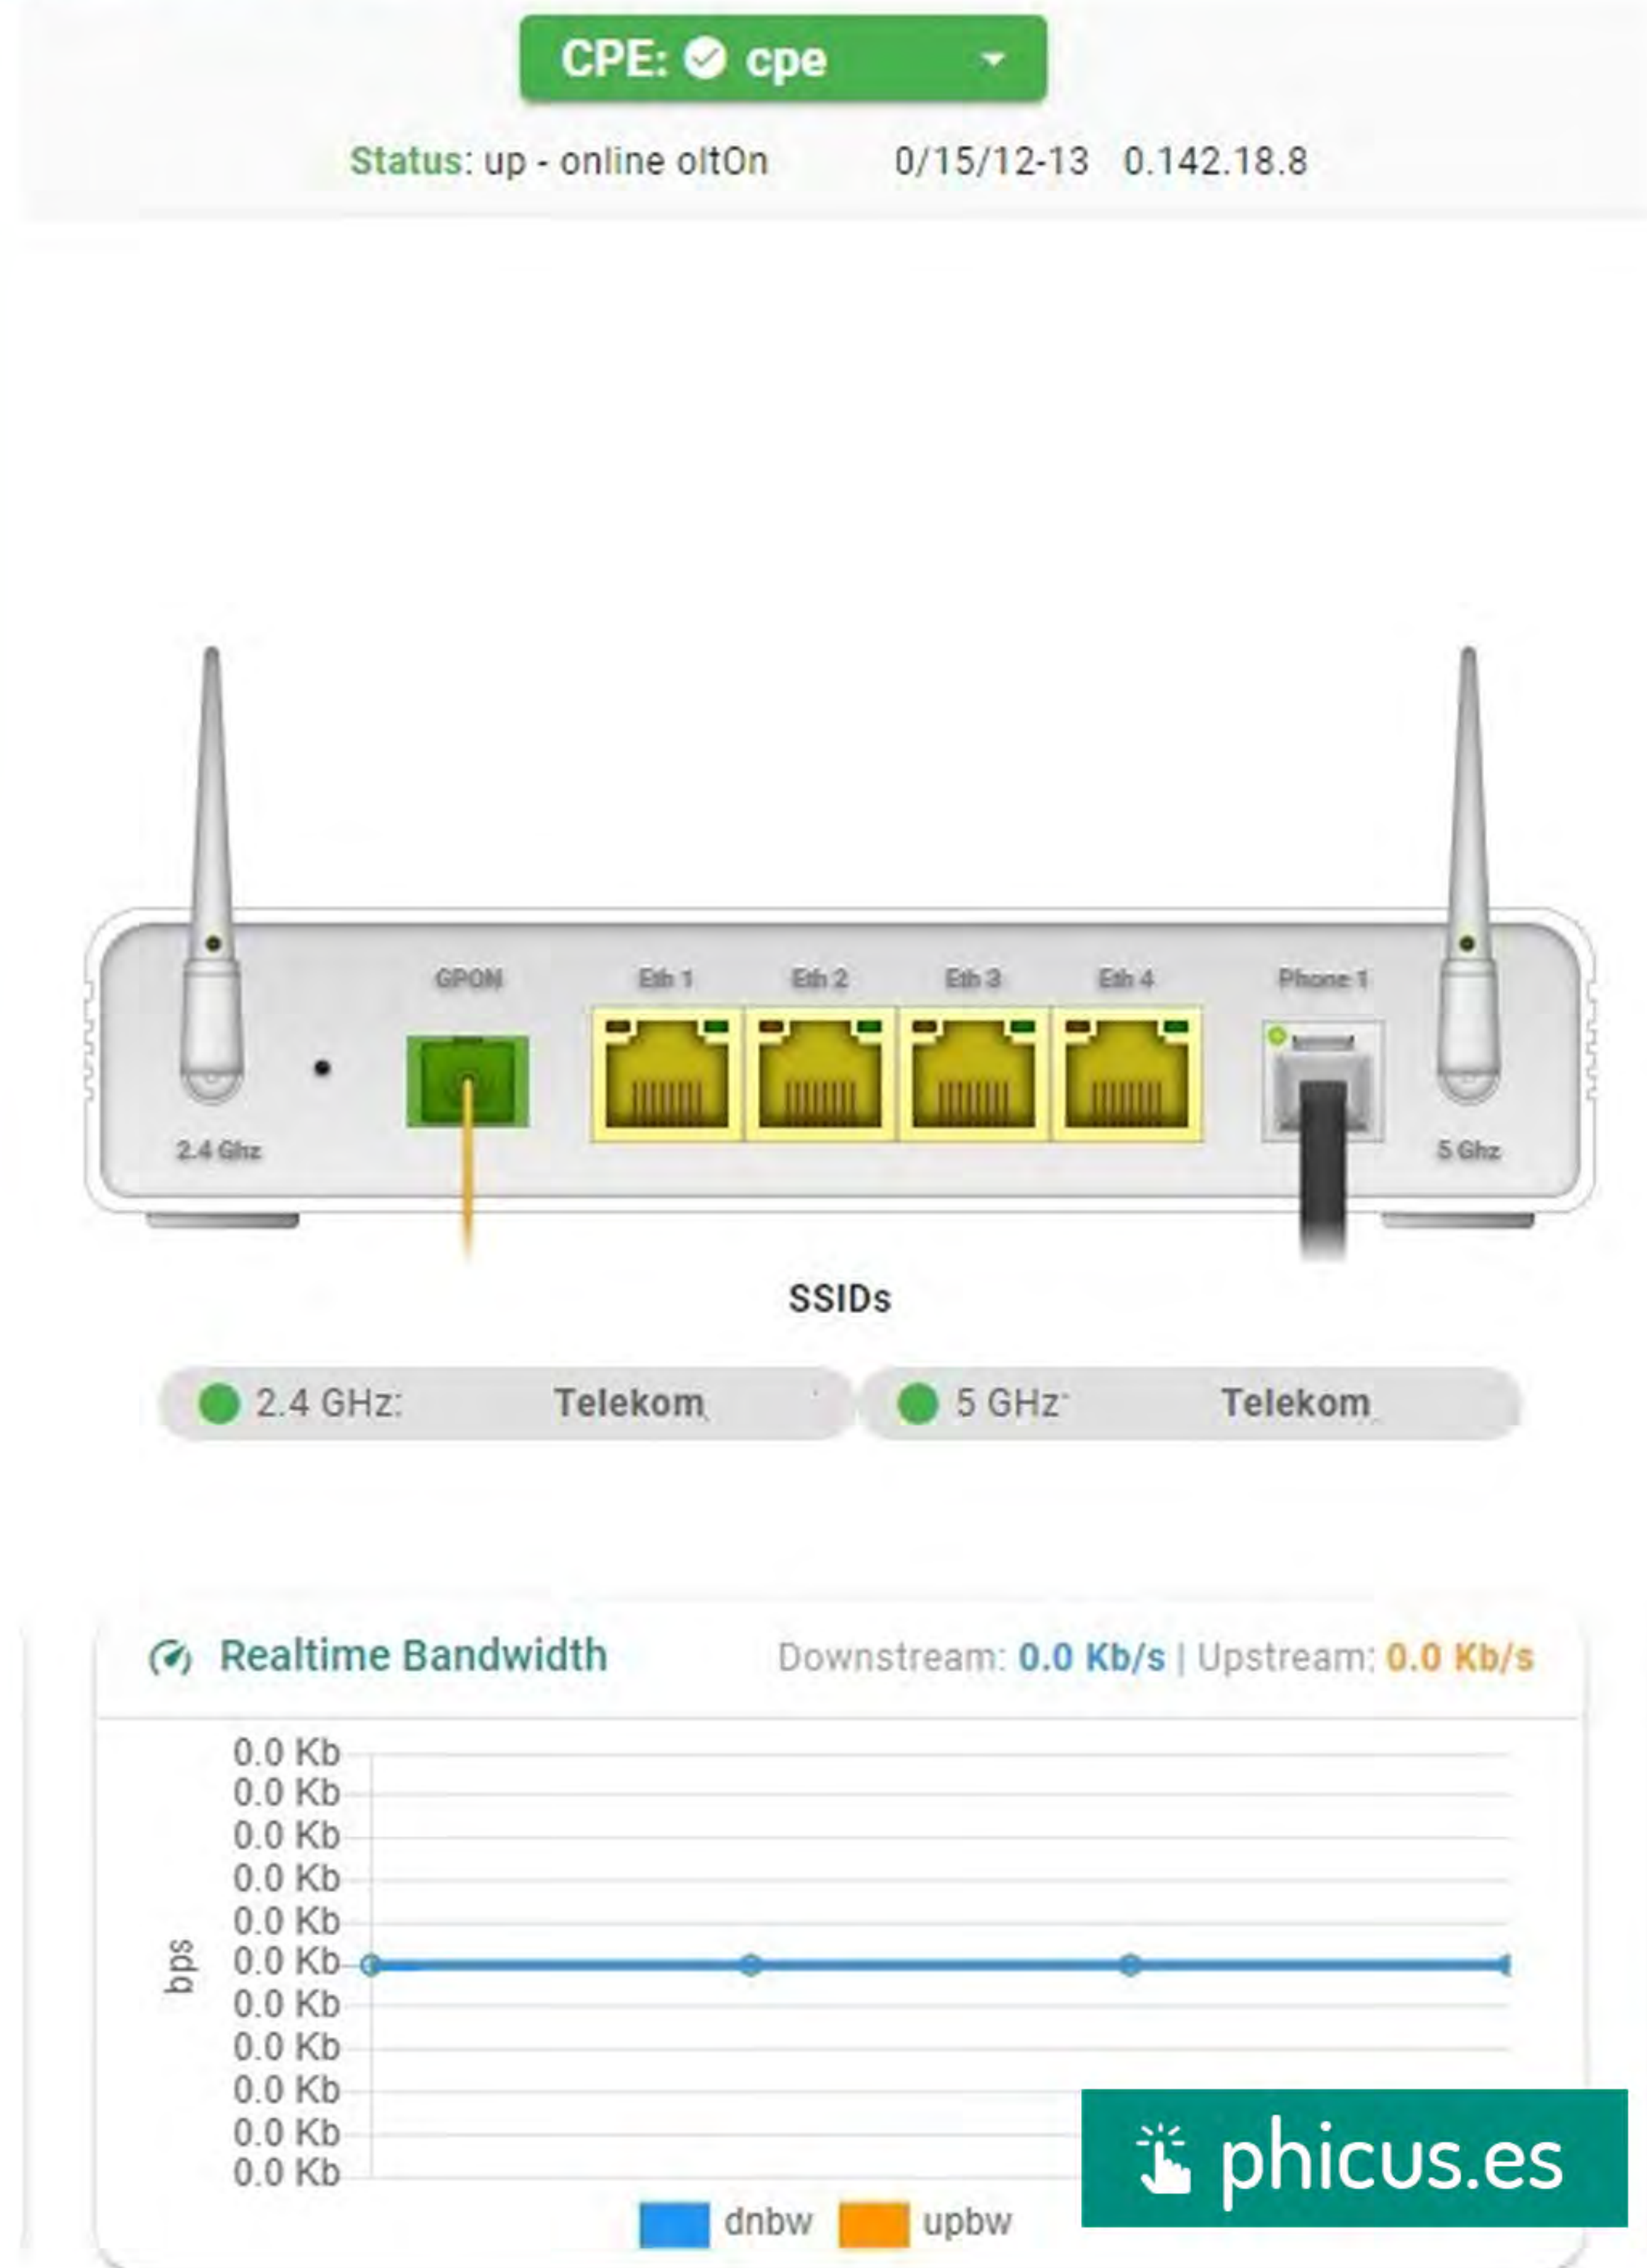 CPE: cpe
Status: up - online oltOn 0/15/12-13 0.142.18.8
GPON Eth 1 Eth 2 Eth 3 Eth 4 Phone 1
2.4 Ghz 5 Ghz
SSIDs
2.4 GHz: Telekom 5 GHz Telekom
Realtime Bandwidth Downstream: 0.0 Kb/s | Upstream: 0.0 Kb/s
0.0 Kb
0.0 Kb
0.0 Kb
0.0 Kb
0.0 Kb
0.0 Kb
0.0 Kb
0.0 Kb
0.0 Kb
0.0 Kb
0.0 Kb
bps
dnbw upbw
phicus.es